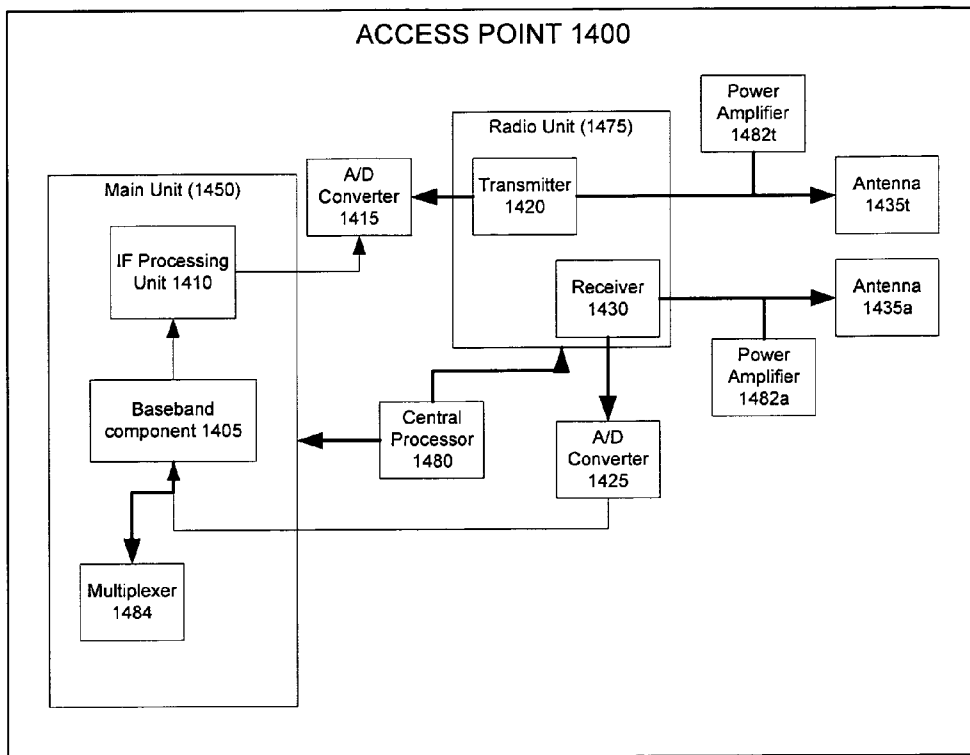 ACCESS POINT 1400
Power
Amplifier
1482t
Radio Unit (1475)
Main Unit (1450)
A/D
Converter
1415
Transmitter
1420
Antenna
1435t
IF Processing
Unit 1410
Receiver
1430
Antenna
1435a
Power
Amplifier
1482a
Baseband
component 1405
Central
Processor
1480
A/D
Converter
1425
Multiplexer
1484